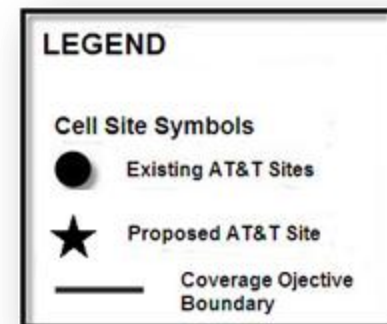 LEGEND
Cell Site Symbols
Existing AT&T Sites
Proposed AT&T Site
Coverage Ojective
Boundary